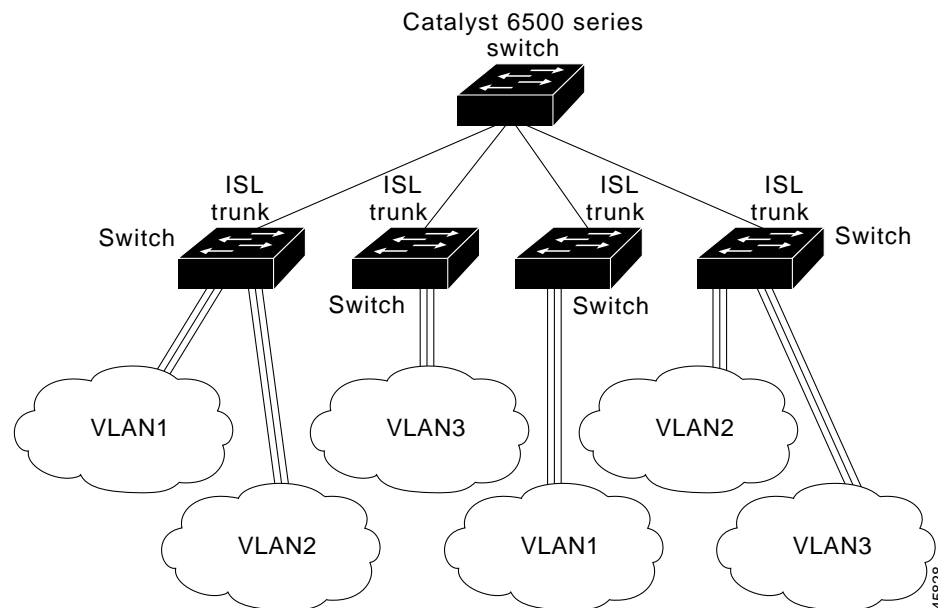 Catalyst 6500 series
switch
ISL
trunk
ISL
trunk
ISL
trunk
ISL
trunk
Switch
Switch
Switch
Switch
VLAN1
VLAN3
VLAN2
VLAN2
VLAN1
VLAN3